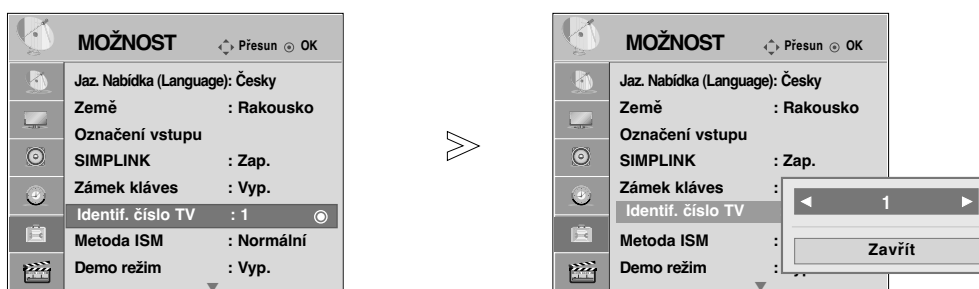 MOŽNOST Přesun OK
Jaz. Nabídka (Language): Česky
Země : Rakousko
Označení vstupu
SIMPLINK : Zap.
Zámek kláves : Vyp.
Identif. číslo TV : 1
Metoda ISM : Normální
Demo režim : Vyp.
MOŽNOST Přesun OK
Jaz. Nabídka (Language): Česky
Země : Rakousko
Označení vstupu
SIMPLINK : Zap.
Zámek kláves :
Identif. číslo TV
Metoda ISM :
Demo režim :
◄ 1 ►
Zavřít